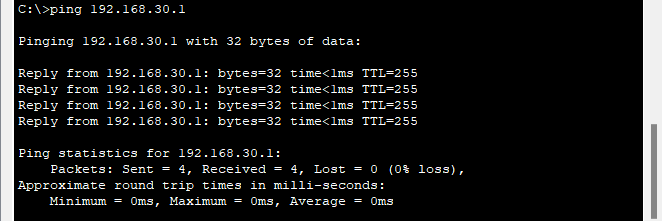 C:\>ping 192.168.30.1
Pinging 192.168.30.1 with 32 bytes of data:
Reply from 192.168.30.1: bytes=32 time<1ms TTL=255
Reply from 192.168.30.1: bytes=32 time<1ms TTL=255
Reply from 192.168.30.1: bytes=32 time<1ms TTL=255
Reply from 192.168.30.1: bytes=32 time<1ms TTL=255
Ping statistics for 192.168.30.1:
    Packets: Sent = 4, Received = 4, Lost = 0 (0% loss),
Approximate round trip times in milli-seconds:
    Minimum = 0ms, Maximum = 0ms, Average = 0ms